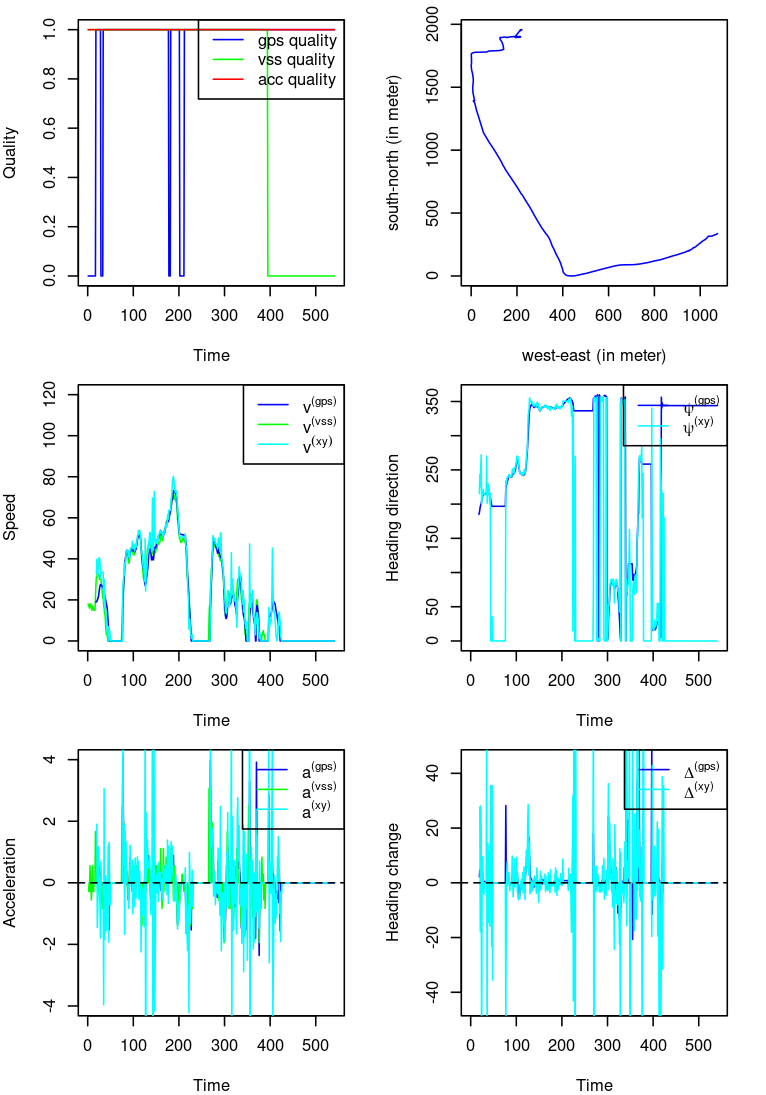 gps quality
vss quality
acc quality
Quality
0.0 0.2 0.4 0.6 0.8 1.0
0 100 200 300 400 500
Time
south-north (in meter)
0 500 1000 1500 2000
0 200 400 600 800 1000
west-east (in meter)
v(gps)
v(vss)
v(xy)
Speed
0 20 40 60 80 100 120
0 100 200 300 400 500
Time
ψ(gps)
ψ(xy)
Heading direction
0 50 150 250 350
0 100 200 300 400 500
Time
a(gps)
a(vss)
a(xy)
Acceleration
-4 -2 0 2 4
0 100 200 300 400 500
Time
Δ(gps)
Δ(xy)
Heading change
-40 -20 0 20 40
0 100 200 300 400 500
Time